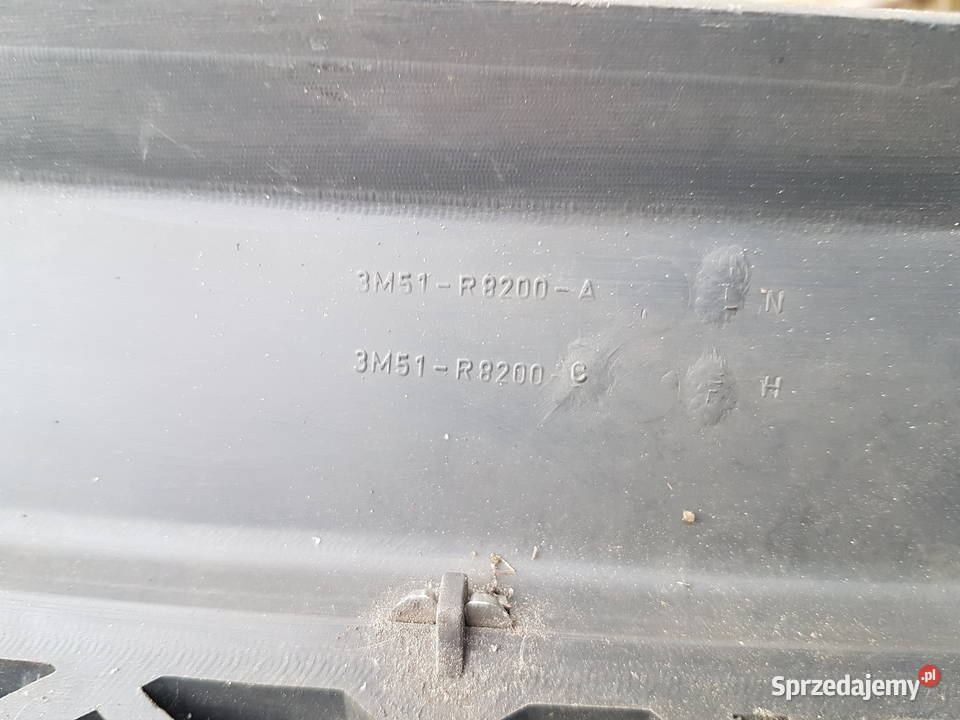 3M51-R8200-A N
3M51-R8200 C H
Sprzedajemy.pl